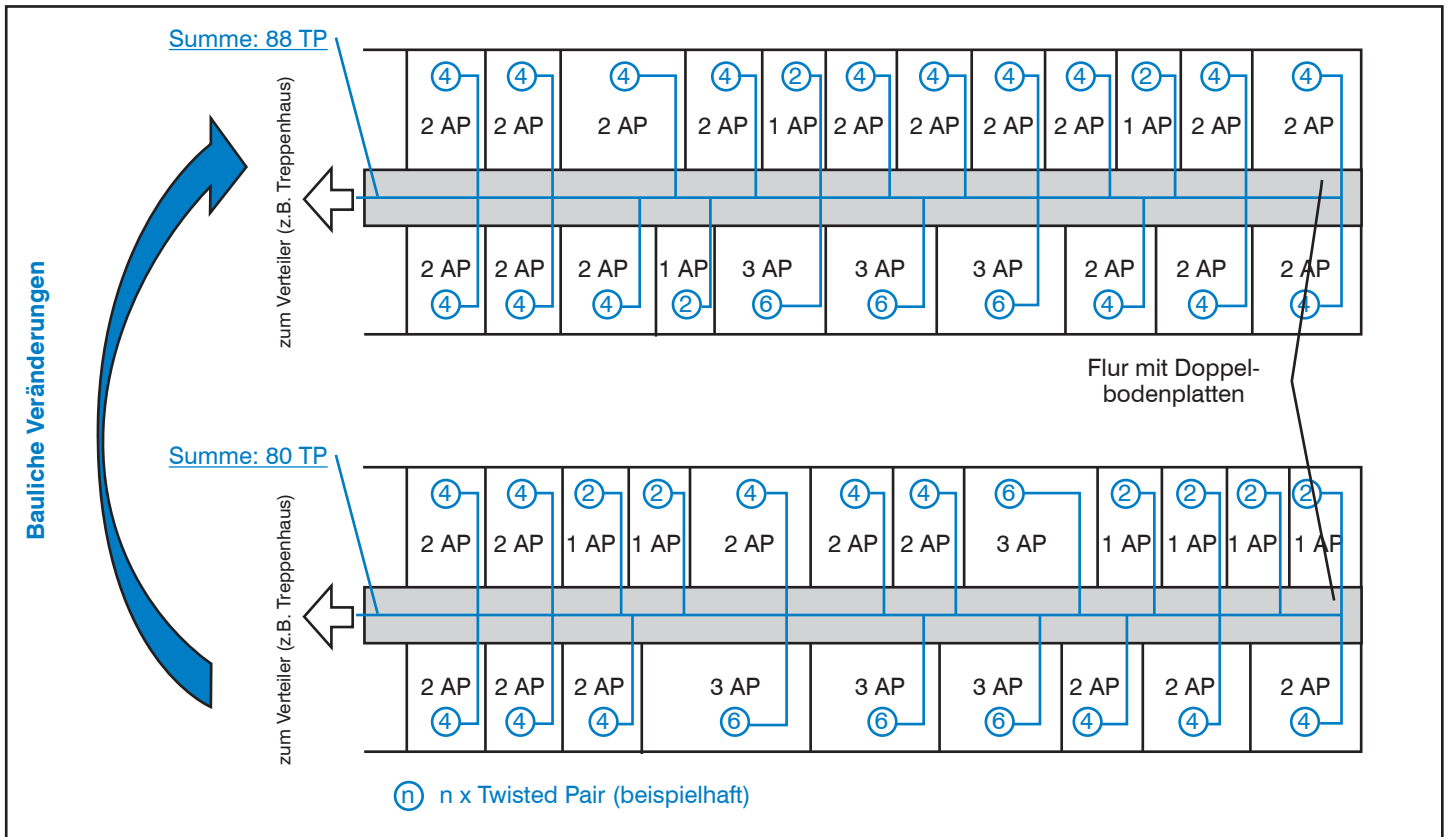 Summe: 88 TP
4 4 4 4 2 4 4 4 4 2 4 4
2 AP 2 AP 2 AP 2 AP 1 AP 2 AP 2 AP 2 AP 2 AP 1 AP 2 AP 2 AP
zum Verteiler (z.B. Treppenhaus)
2 AP 2 AP 2 AP 1 AP 3 AP 3 AP 3 AP 2 AP 2 AP 2 AP
4 4 4 2 6 6 6 4 4 4
Bauliche Veränderungen
Flur mit Doppel-
bodenplatten
Summe: 80 TP
4 4 2 2 4 4 4 6 2 2 2 2
2 AP 2 AP 1 AP 1 AP 2 AP 2 AP 2 AP 3 AP 1 AP 1 AP 1 AP 1 AP
zum Verteiler (z.B. Treppenhaus)
2 AP 2 AP 2 AP 3 AP 3 AP 3 AP 2 AP 2 AP 2 AP
4 4 4 6 6 6 4 4 4
n n x Twisted Pair (beispielhaft)